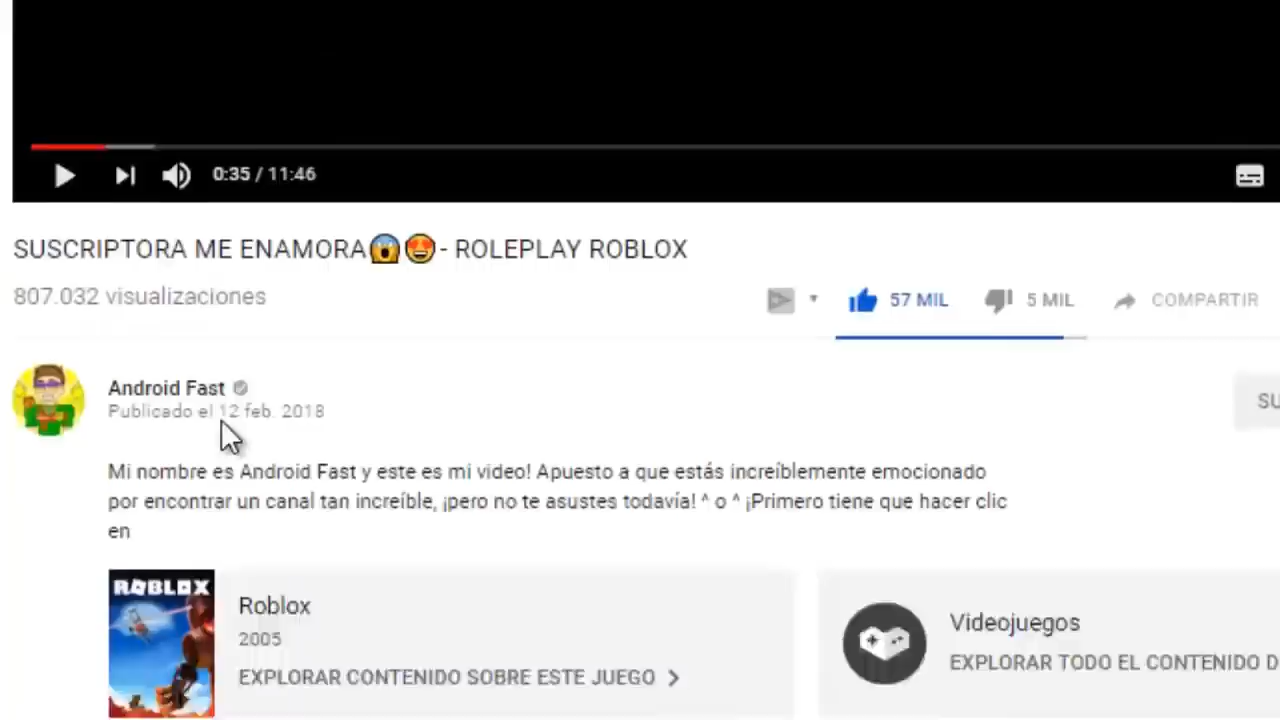 0:35 / 11:46
SUSCRIPTORA ME ENAMORA😱😍- ROLEPLAY ROBLOX
807.032 visualizaciones
57 MIL
5 MIL
COMPARTIR
Android Fast
Publicado el 12 feb. 2018
SU
Mi nombre es Android Fast y este es mi video! Apuesto a que estás increíblemente emocionado
por encontrar un canal tan increíble, ¡pero no te asustes todavía! ^ o ^ ¡Primero tiene que hacer clic
en
ROBLOX
Roblox
2005
EXPLORAR CONTENIDO SOBRE ESTE JUEGO
Videojuegos
EXPLORAR TODO EL CONTENIDO D